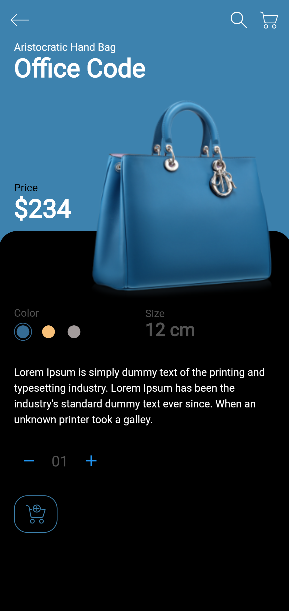 Aristocratic Hand Bag
Office Code
Price
$234
Color
Size
12 cm
Lorem Ipsum is simply dummy text of the printing and
typesetting industry. Lorem Ipsum has been the
industry's standard dummy text ever since. When an
unknown printer took a galley.
01